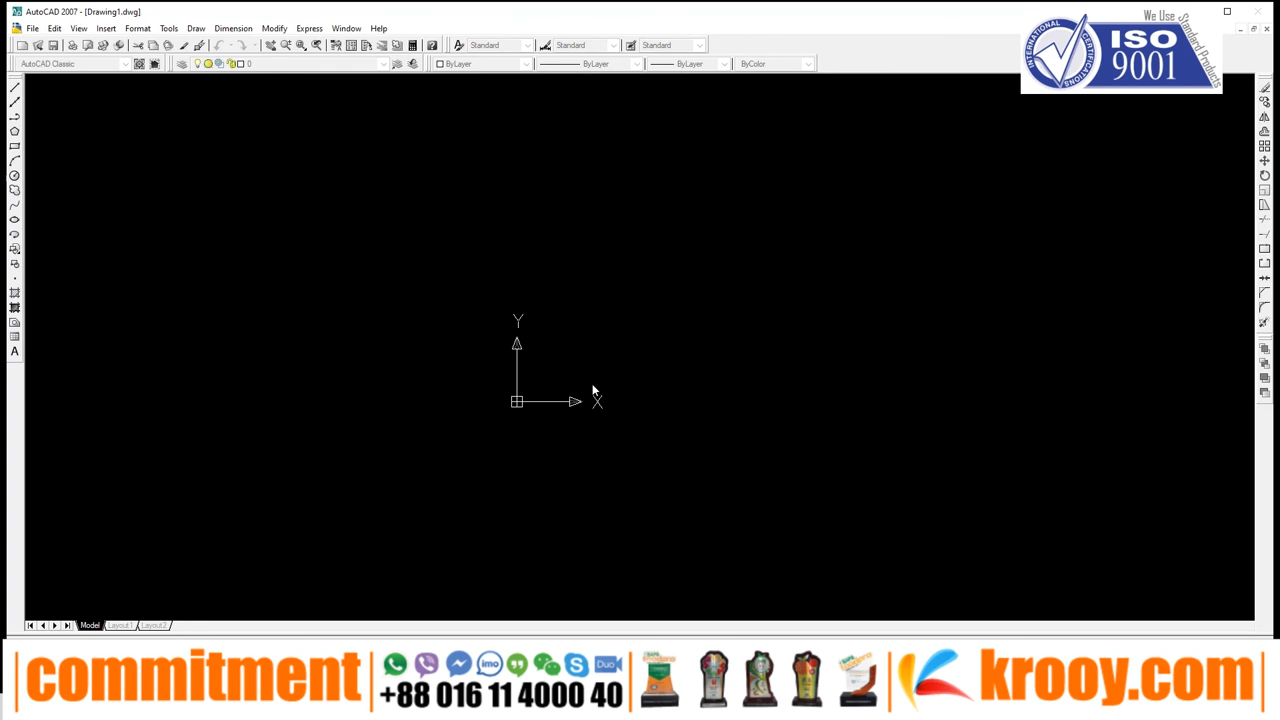 AutoCAD 2007 - [Drawing1.dwg]
File Edit View Insert Format Tools Draw Dimension Modify Express Window Help
Standard Standard Standard
AutoCAD Classic 0 ByLayer ByLayer ByLayer ByColor
We Use
Standard Products
INTERNATIONAL
CERTIFICATIONS
ISO
9001
Y
X
A
Model Layout1 Layout2
commitment
imo Duo
+88 016 11 4000 40
krooy.com